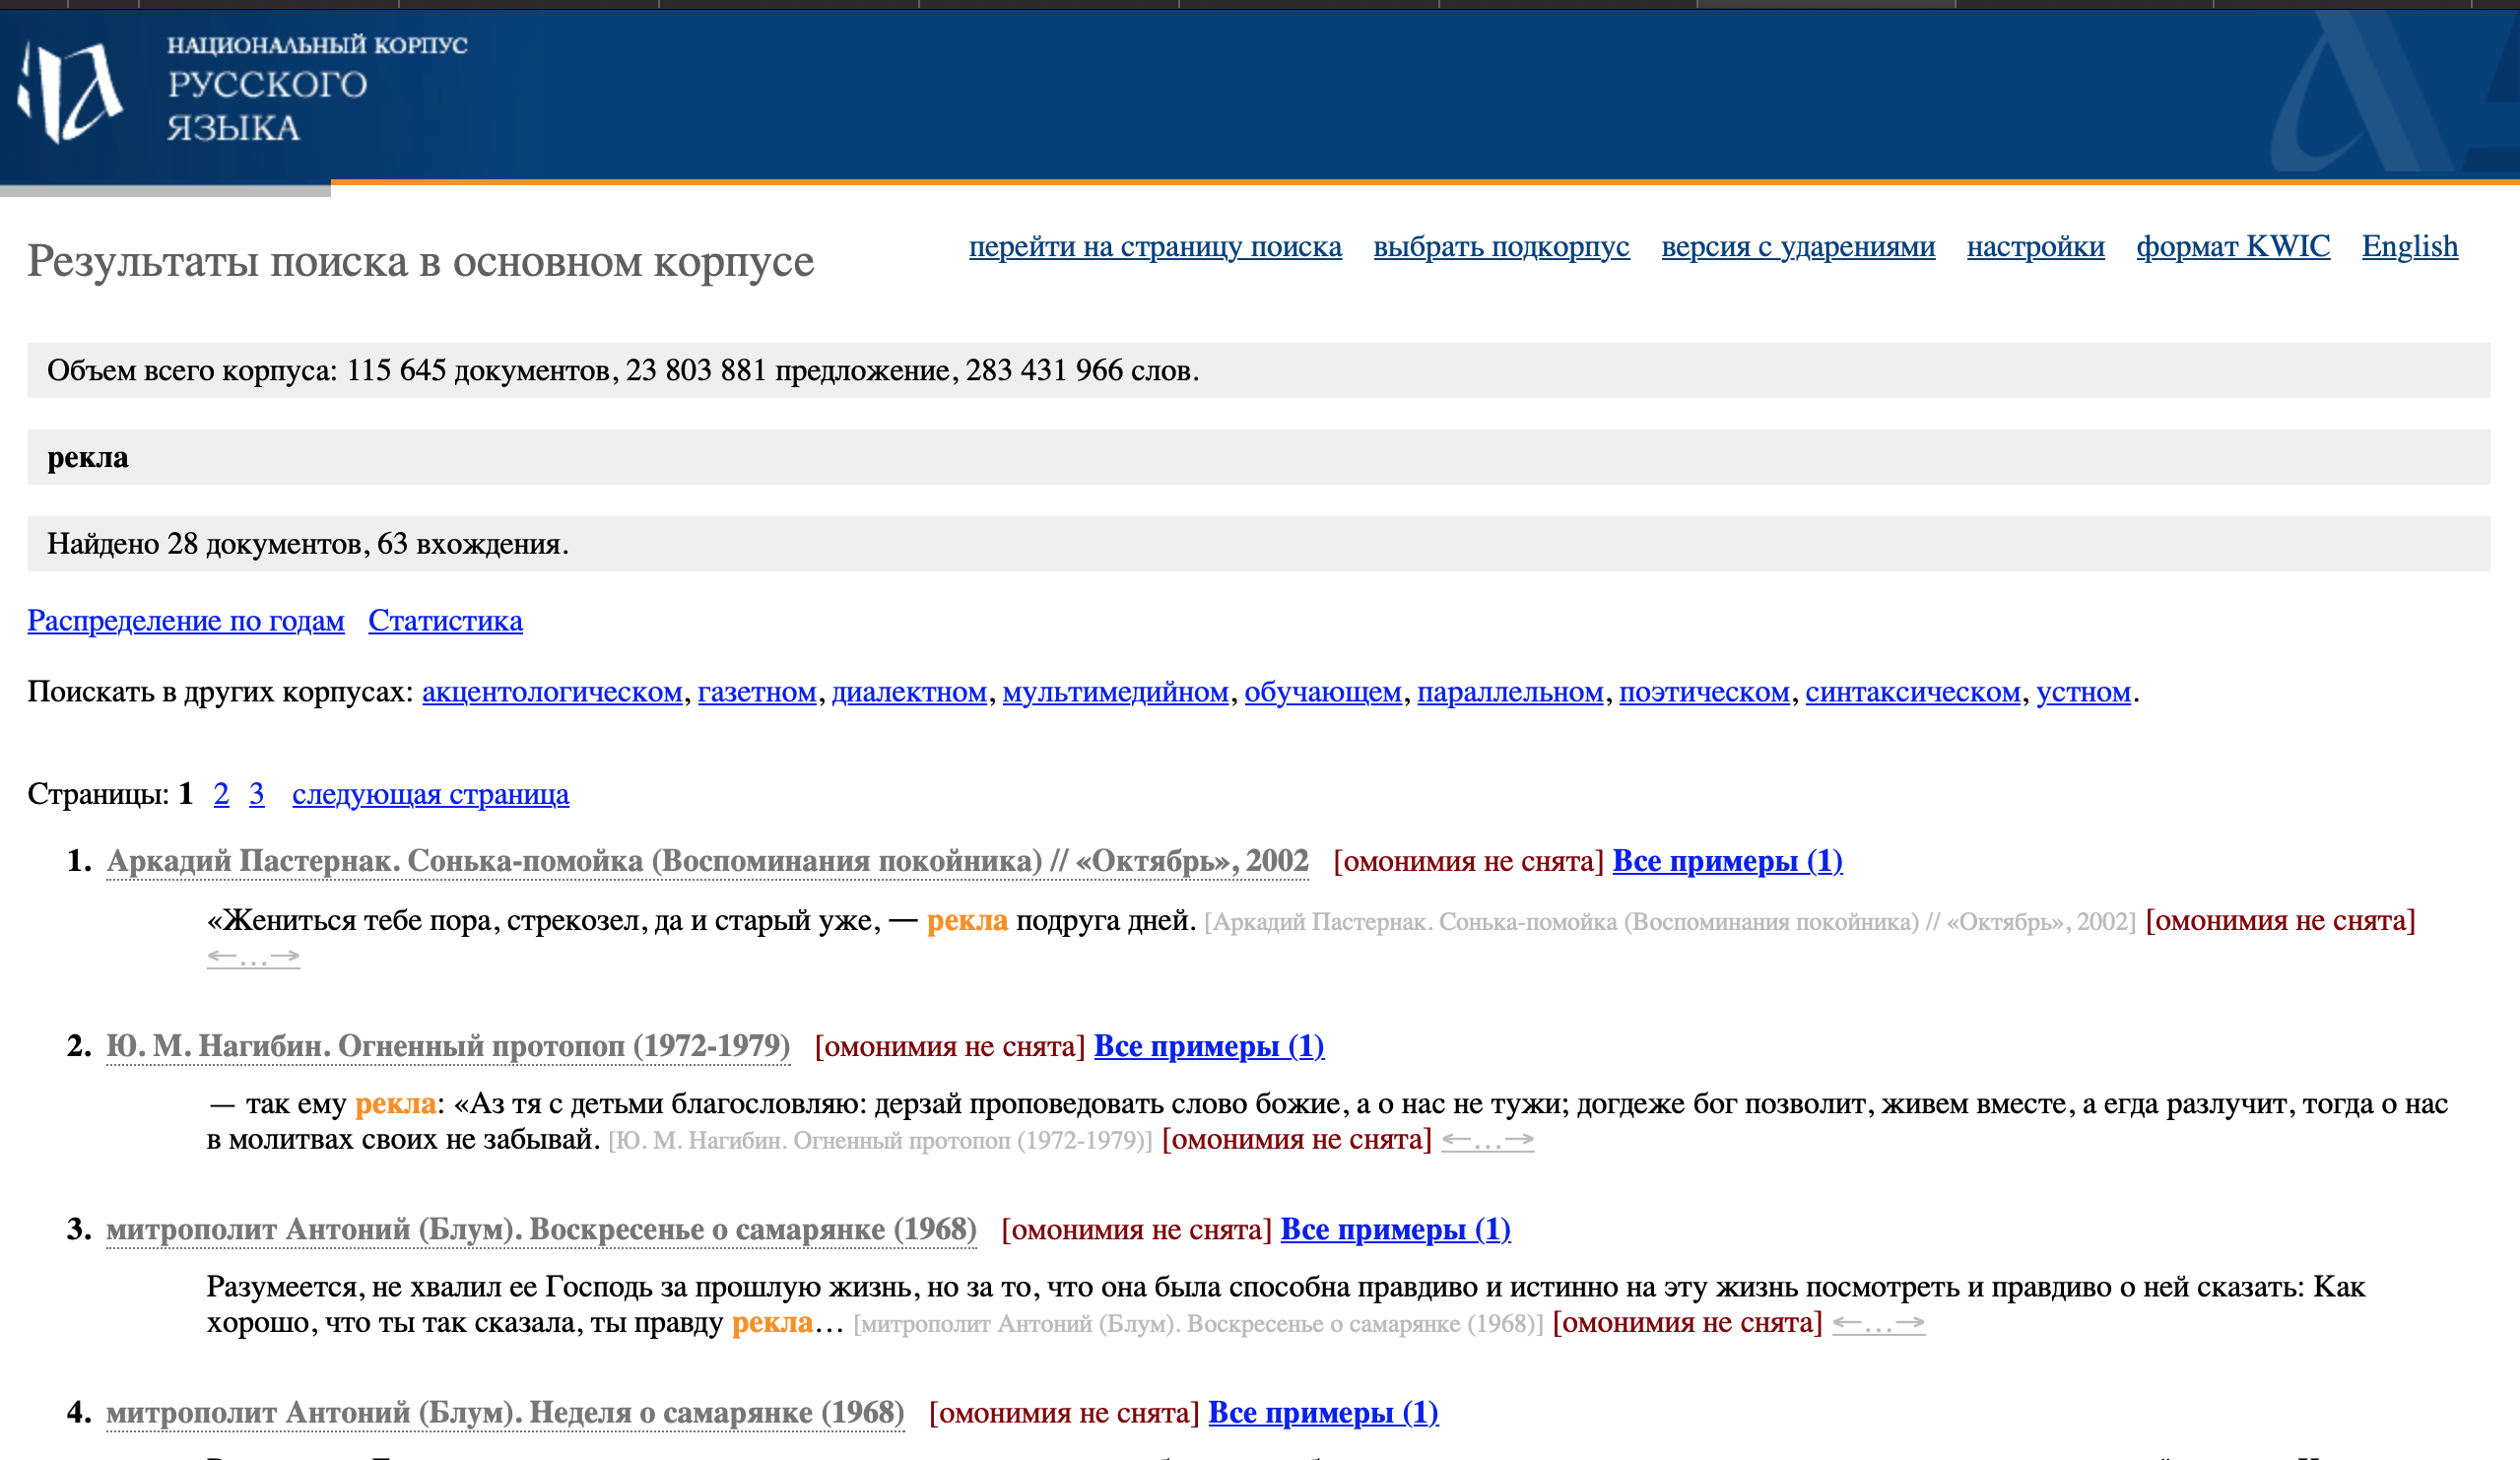 НАЦИОНАЛЬНЫЙ КОРПУС
РУССКОГО
ЯЗЫКА
Результаты поиска в основном корпусе
перейти на страницу поиска выбрать подкорпус версия с ударениями настройки формат KWIC English
Объем всего корпуса: 115 645 документов, 23 803 881 предложение, 283 431 966 слов.
рекла
Найдено 28 документов, 63 вхождения.
Распределение по годам Статистика
Поискать в других корпусах: акцентологическом, газетном, диалектном, мультимедийном, обучающем, параллельном, поэтическом, синтаксическом, устном.
Страницы: 1 2 3 следующая страница
1. Аркадий Пастернак. Сонька-помойка (Воспоминания покойника) // «Октябрь», 2002 [омонимия не снята] Все примеры (1)
«Жениться тебе пора, стрекозел, да и старый уже, — рекла подруга дней. [Аркадий Пастернак. Сонька-помойка (Воспоминания покойника) // «Октябрь», 2002] [омонимия не снята]
←…→
2. Ю. М. Нагибин. Огненный протопоп (1972-1979) [омонимия не снята] Все примеры (1)
— так ему рекла: «Аз тя с детьми благословляю: дерзай проповедовать слово божие, а о нас не тужи; догдеже бог позволит, живем вместе, а егда разлучит, тогда о нас
в молитвах своих не забывай. [Ю. М. Нагибин. Огненный протопоп (1972-1979)] [омонимия не снята] ←…→
3. митрополит Антоний (Блум). Воскресенье о самарянке (1968) [омонимия не снята] Все примеры (1)
Разумеется, не хвалил ее Господь за прошлую жизнь, но за то, что она была способна правдиво и истинно на эту жизнь посмотреть и правдиво о ней сказать: Как
хорошо, что ты так сказала, ты правду рекла… [митрополит Антоний (Блум). Воскресенье о самарянке (1968)] [омонимия не снята] ←…→
4. митрополит Антоний (Блум). Неделя о самарянке (1968) [омонимия не снята] Все примеры (1)